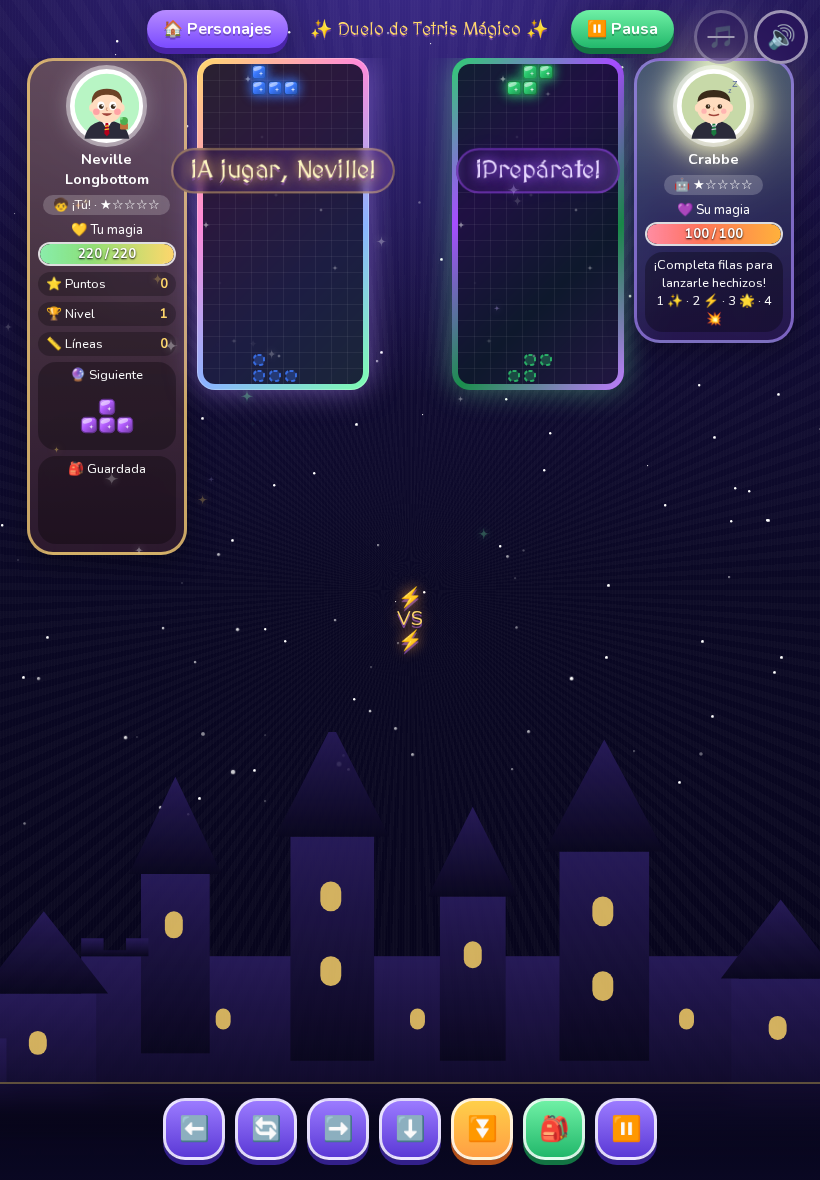 🏠 Personajes
✨ Duelo de Tetris Mágico ✨
⏸ Pausa
Neville
Longbottom
🧒 ¡Tú! · ★☆☆☆☆
💛 Tu magia
220 / 220
⭐ Puntos 0
🏆 Nivel 1
📏 Líneas 0
🔮 Siguiente
🎒 Guardada
¡A jugar, Neville!
⚡
VS
⚡
¡Prepárate!
z z
Crabbe
🤖 ★☆☆☆☆
💜 Su magia
100 / 100
¡Completa filas para
lanzarle hechizos!
1 ✨ · 2 ⚡ · 3 🌟 · 4
💥